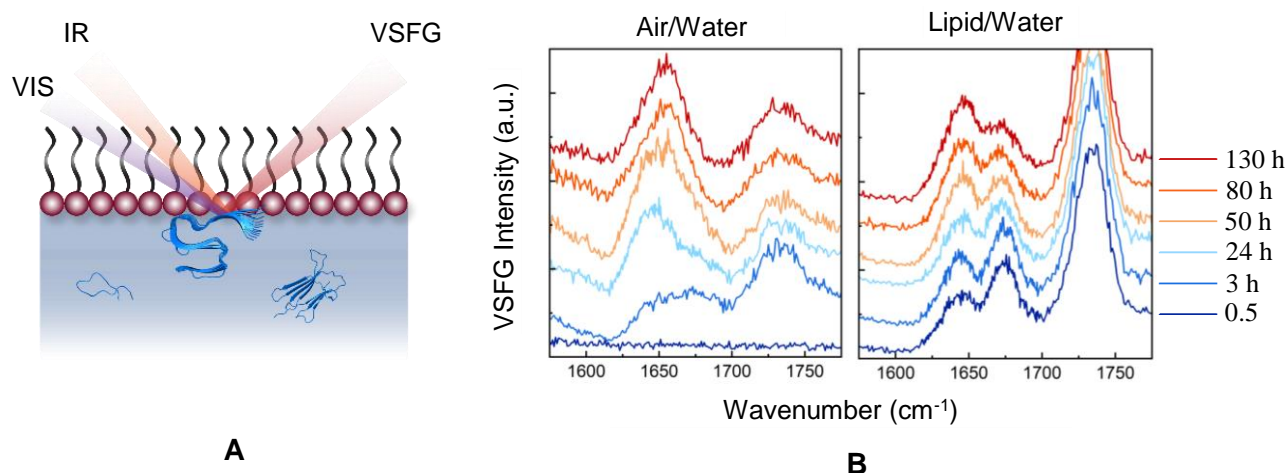 IR
VSFG
VIS
A
Air/Water
Lipid/Water
VSFG Intensity (a.u.)
1600
1650
1700
1750
1600
1650
1700
1750
Wavenumber (cm-1)
130 h
80 h
50 h
24 h
3 h
0.5
B